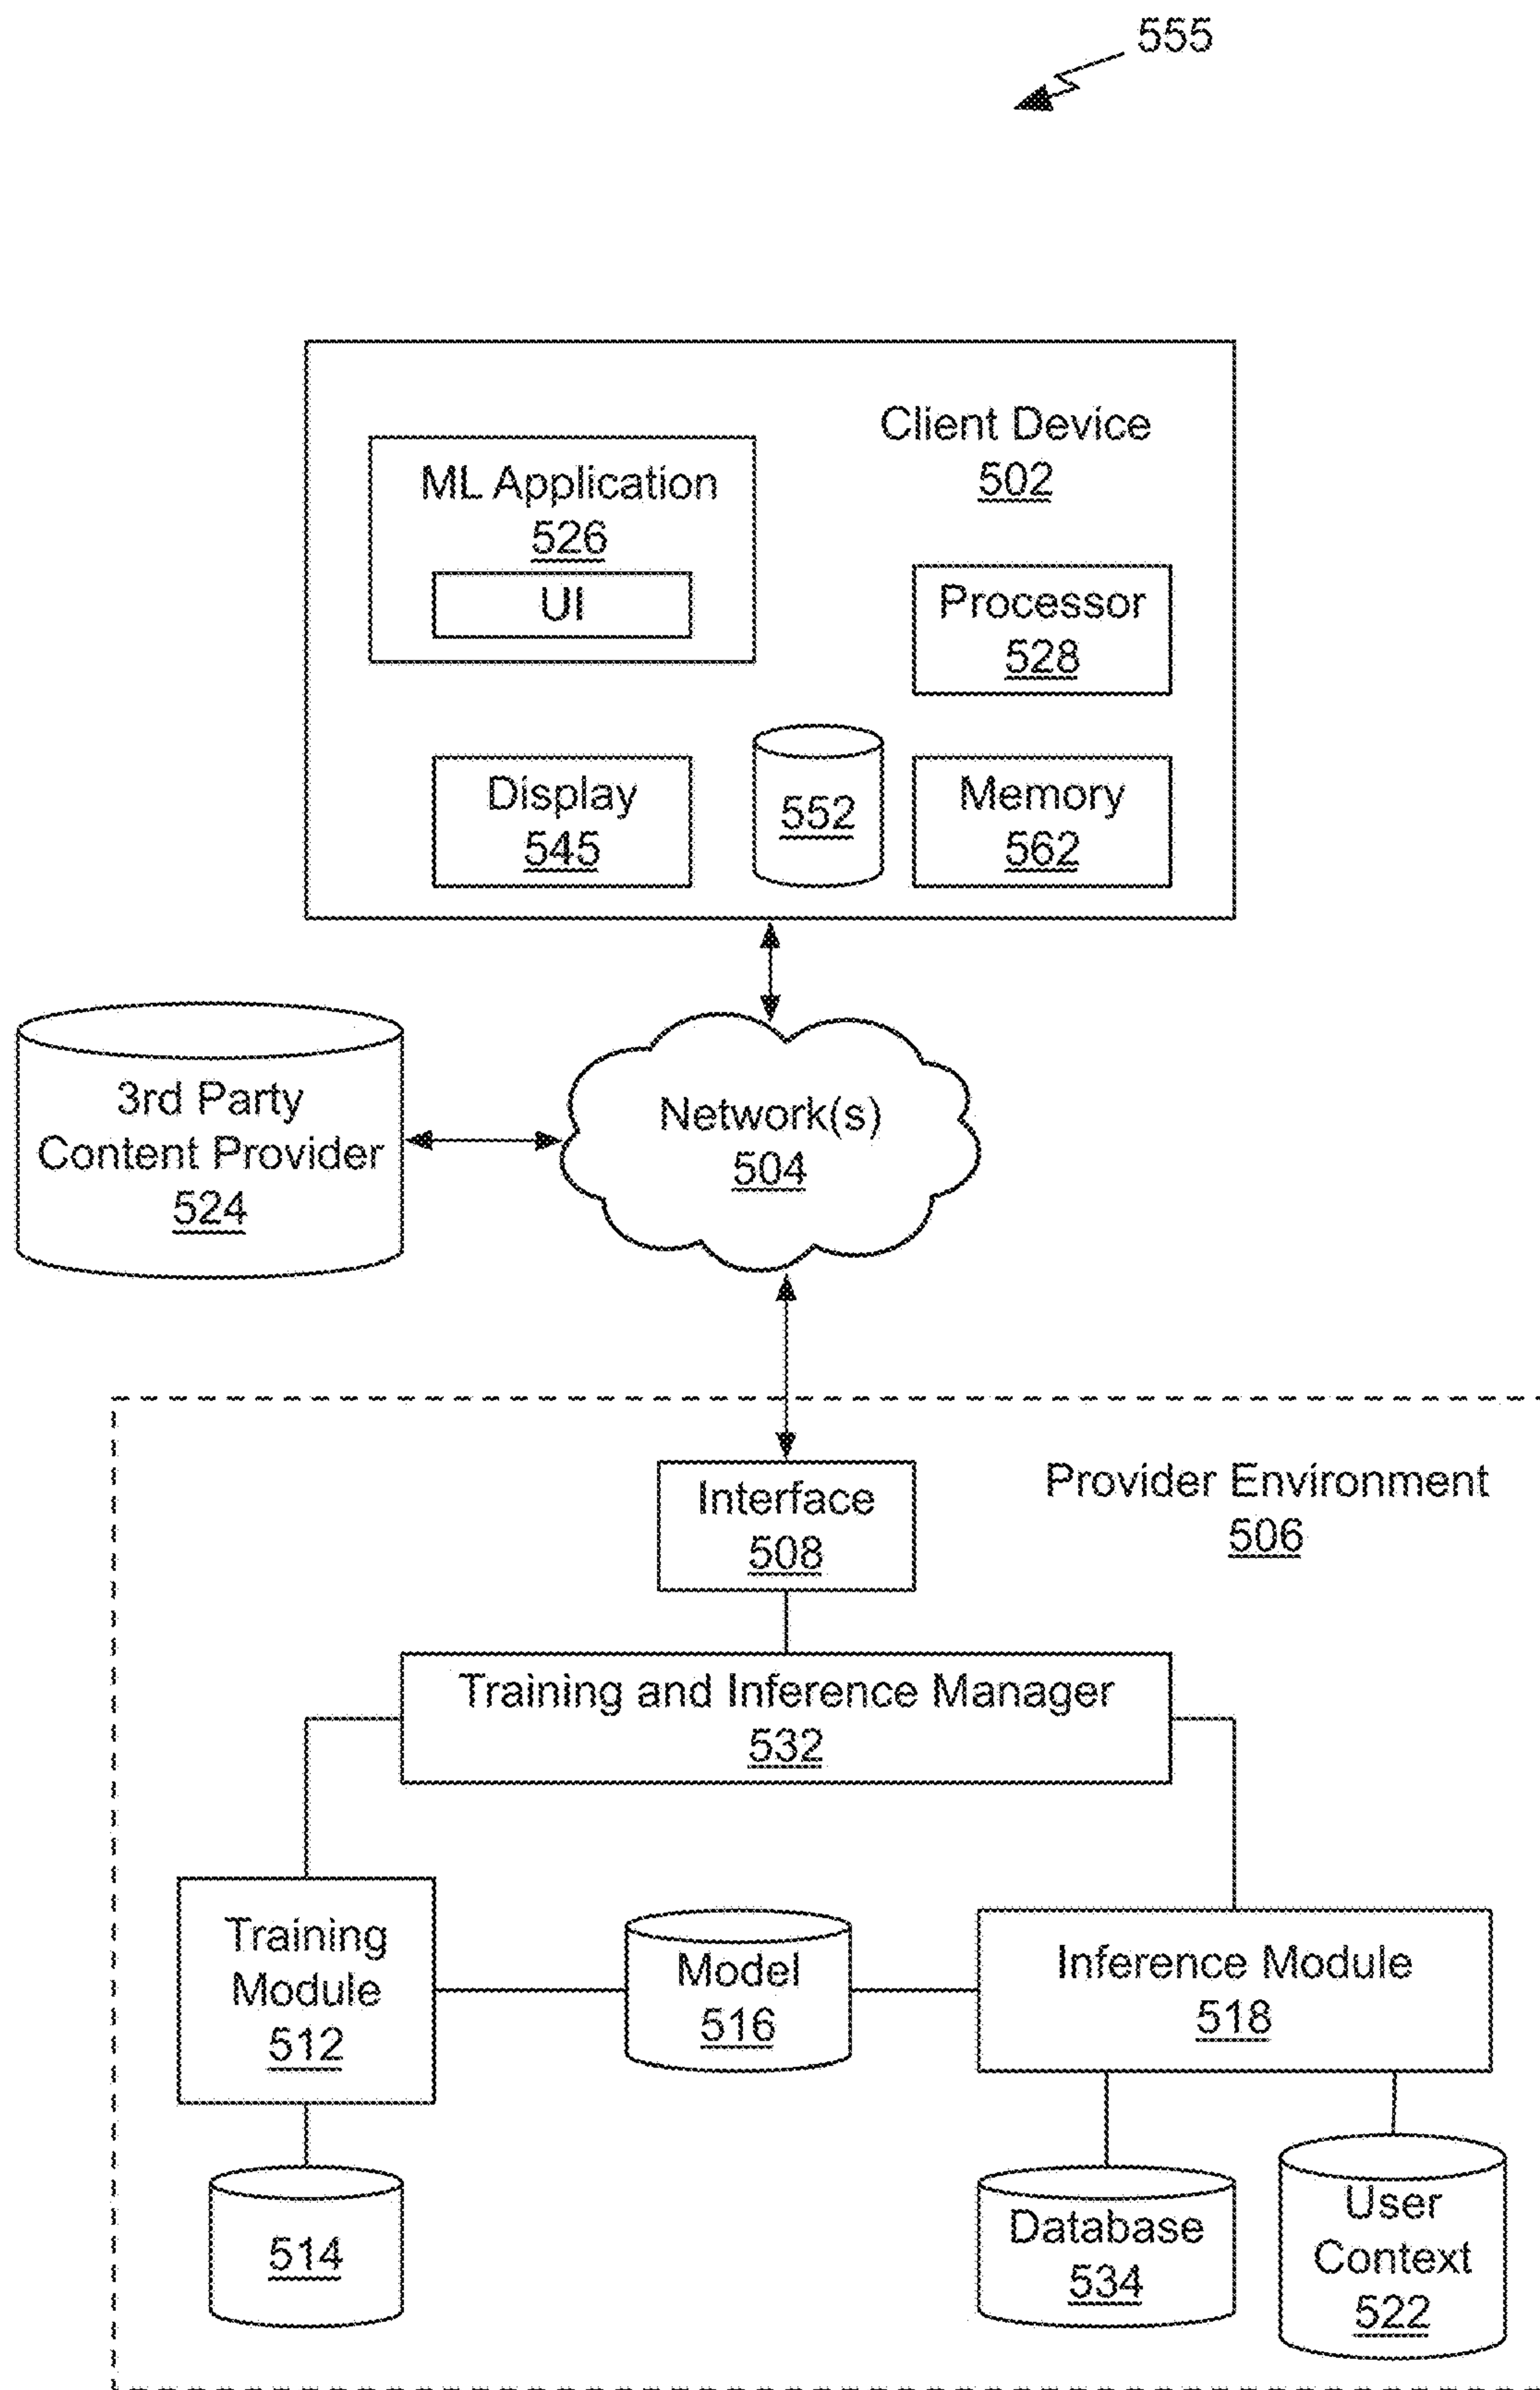 555
Client Device
502
ML Application
526
UI
Processor
528
Display
545
552
Memory
562
3rd Party
Content Provider
524
Network(s)
504
Provider Environment
506
Interface
508
Training and Inference Manager
532
Training
Module
512
Model
516
Inference Module
518
514
Database
534
User
Context
522